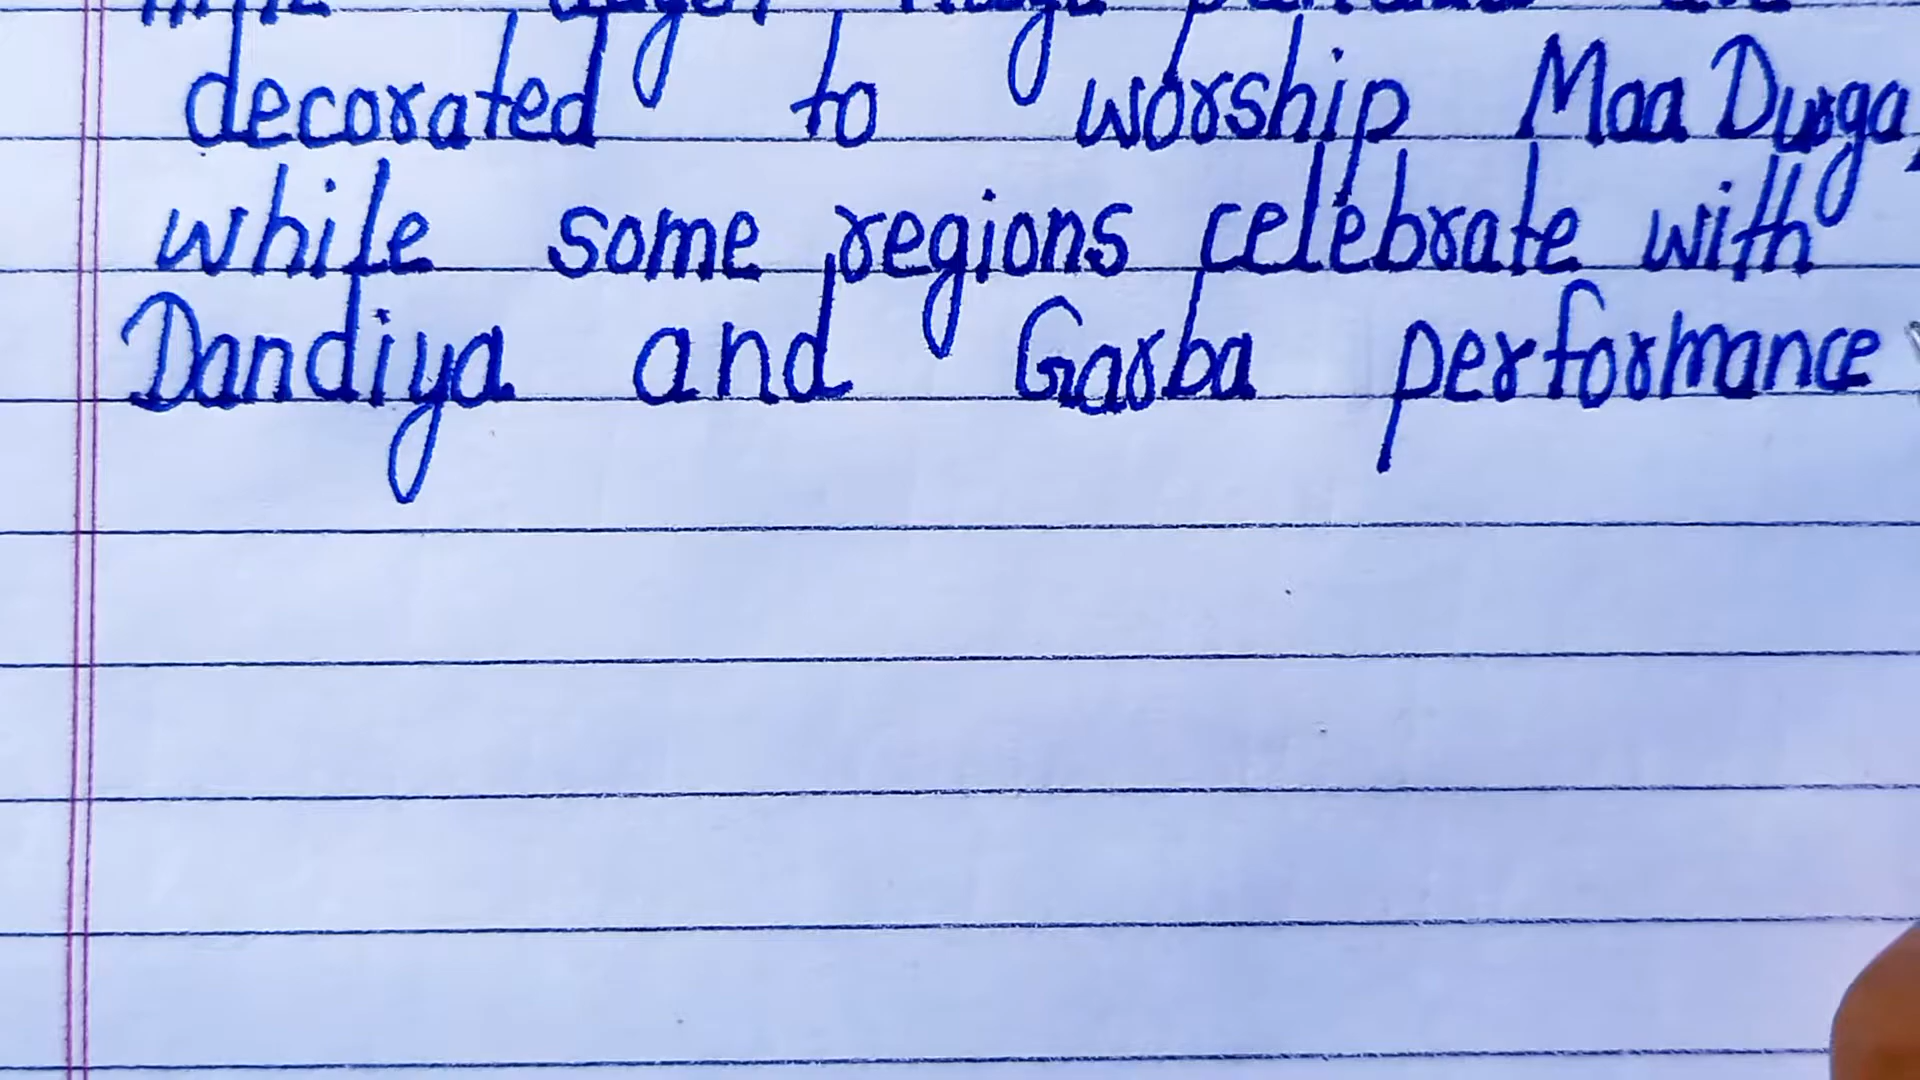 decorated to worship Maa Durga,
while some regions celebrate with
Dandiya and Garba performance